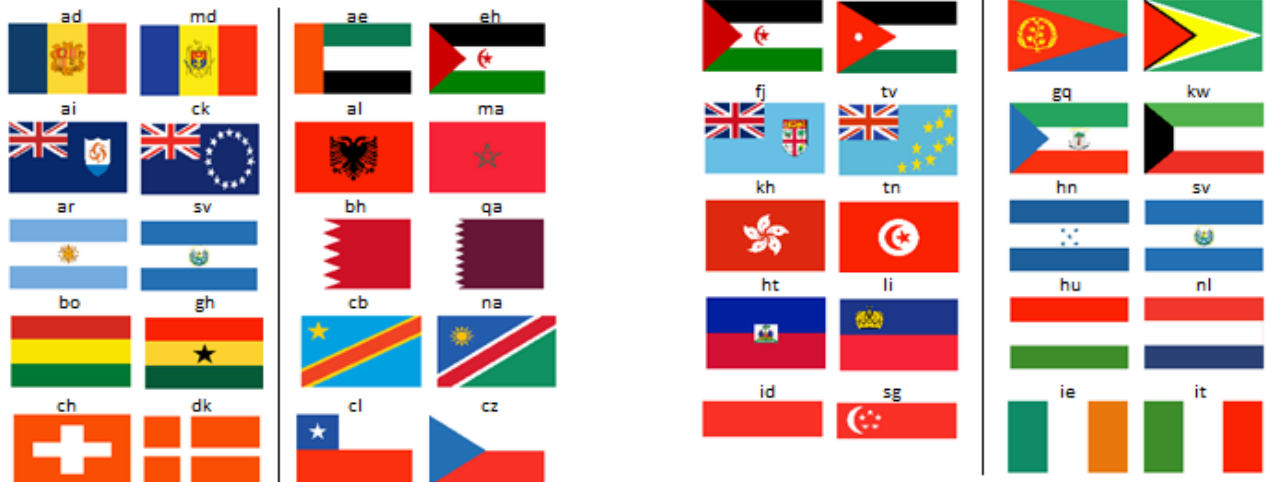 ad md ae eh
ai ck al ma
ar sv bh qa
bo gh cb na
ch dk cl cz
fj tv gq kw
kh tn hn sv
ht li hu nl
id sg ie it